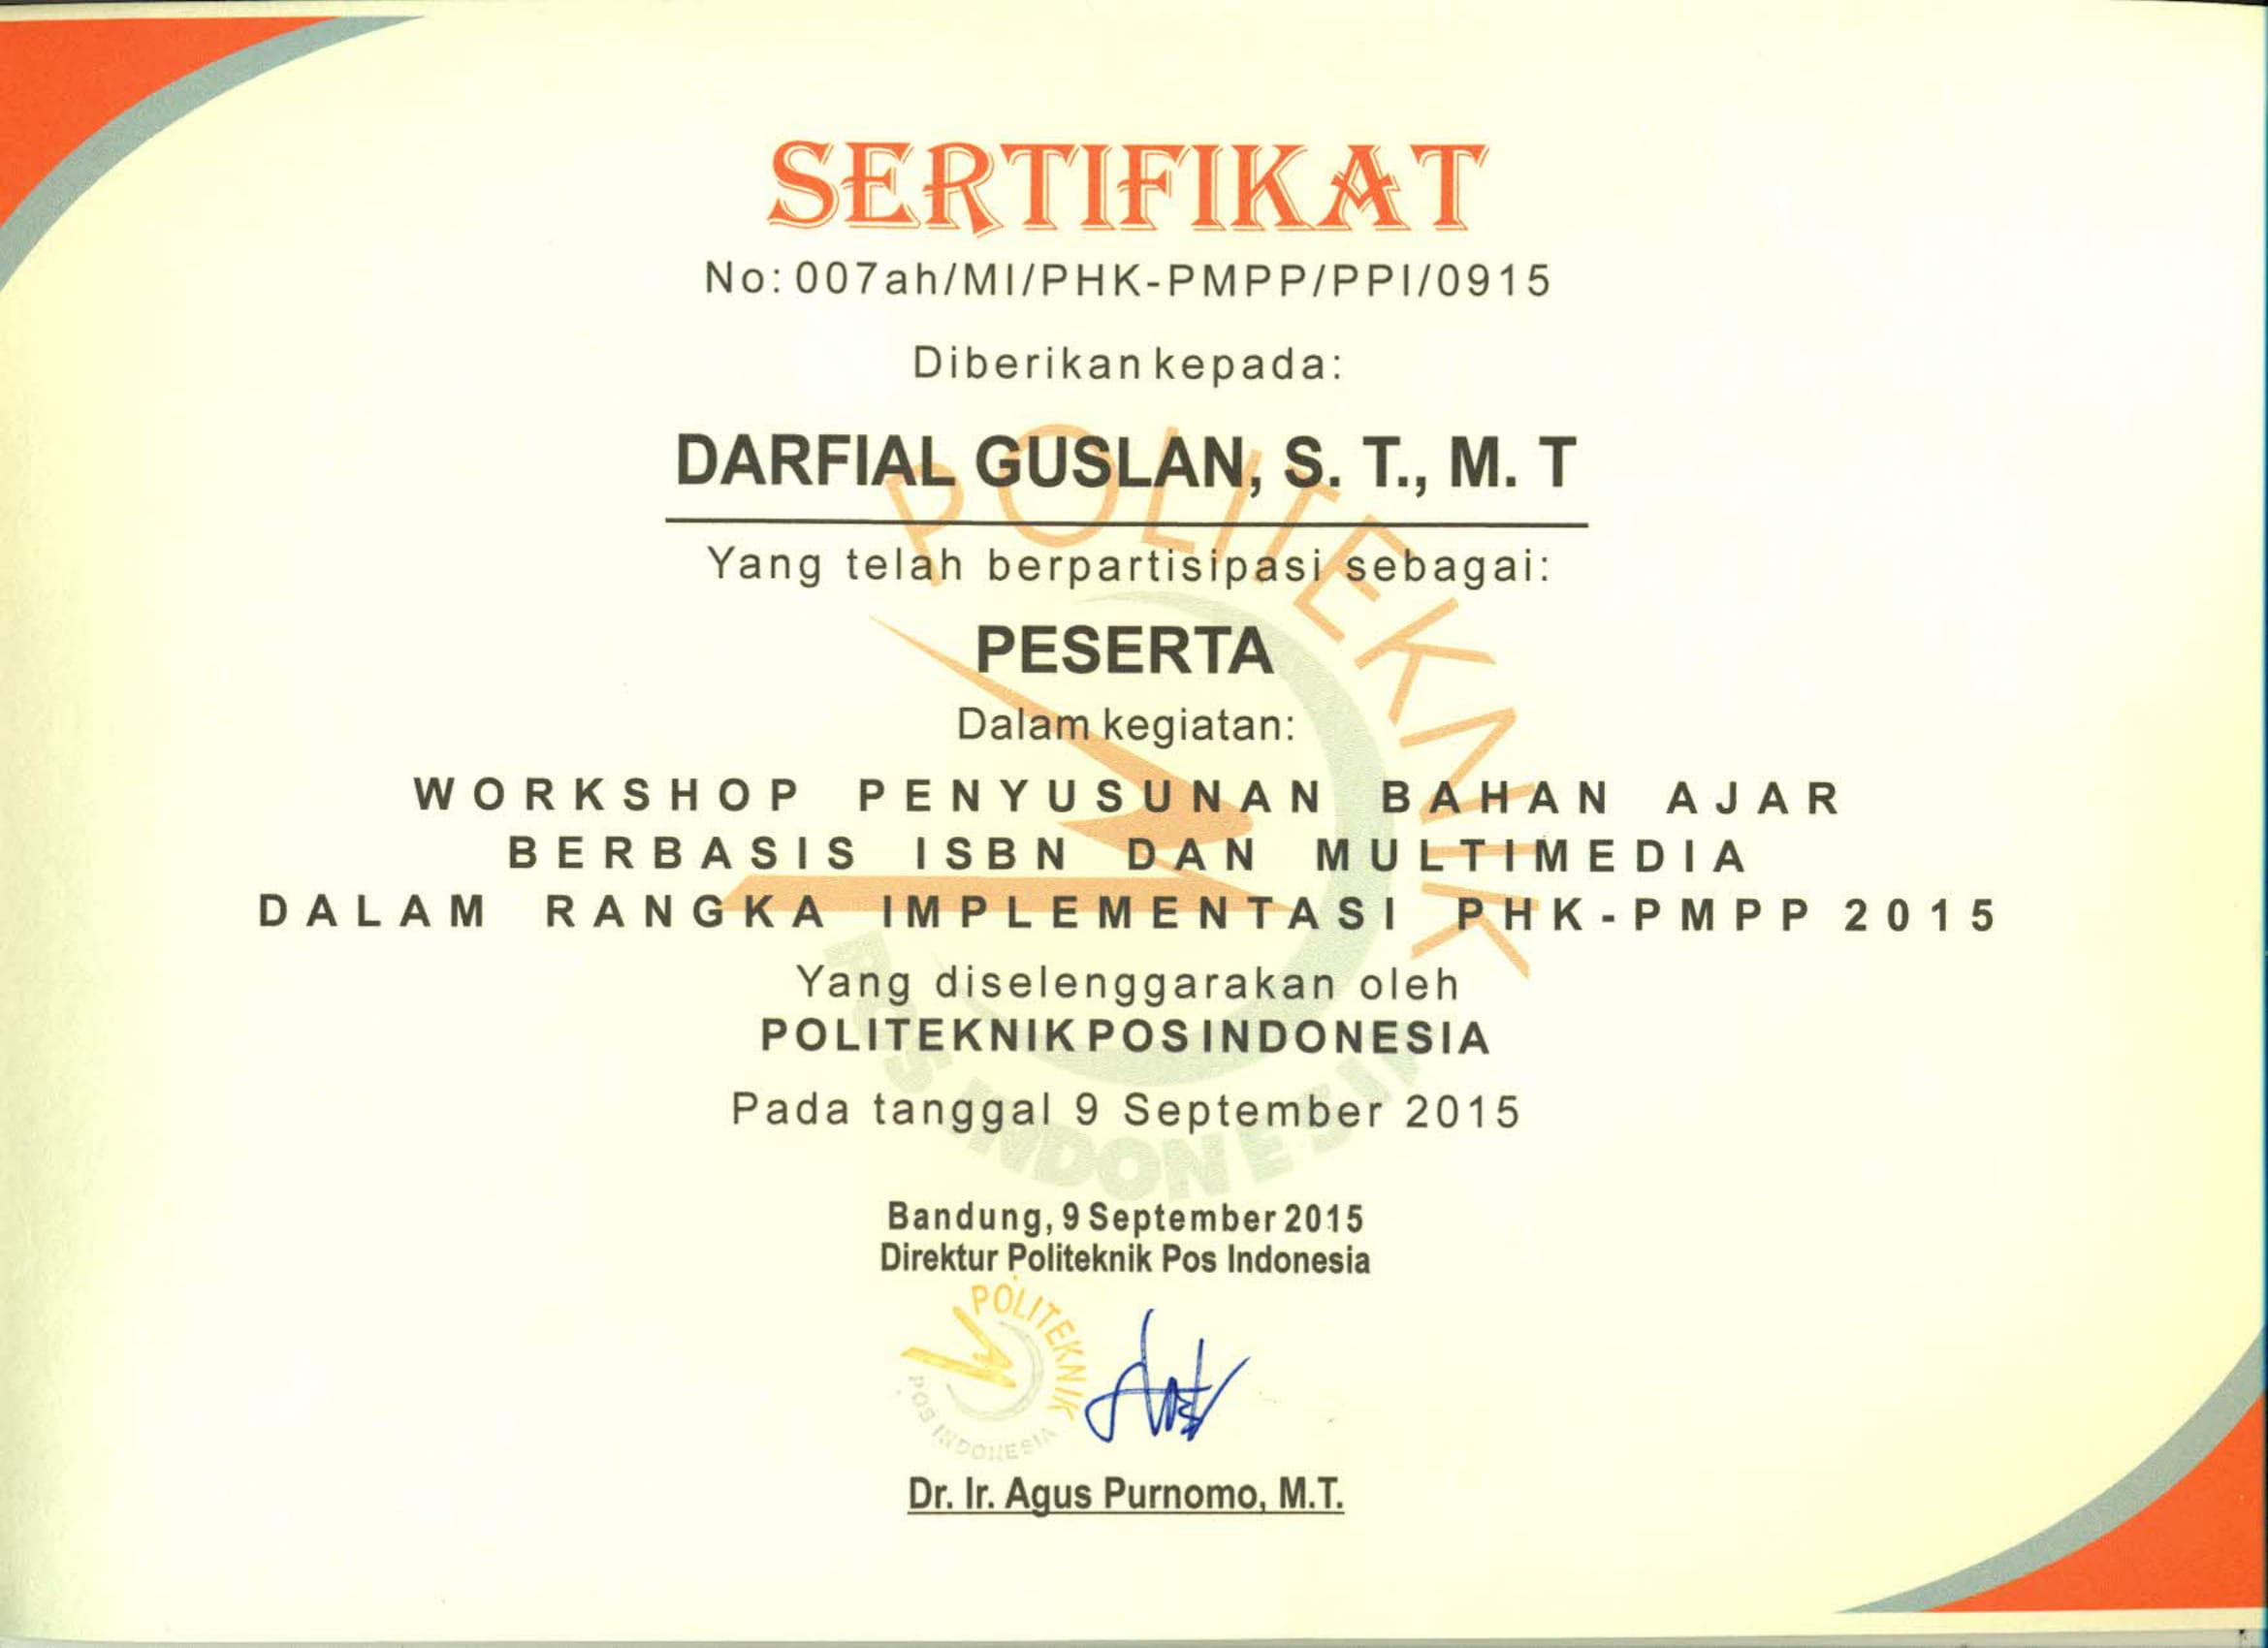 SERTIFIKAT
No: 007ah/MI/PHK-PMPP/PPI/0915
Diberikan kepada:
DARFIAL GUSLAN, S. T., M. T
Yang telah berpartisipasi sebagai:
PESERTA
Dalam kegiatan:
WORKSHOP PENYUSUNAN BAHAN AJAR
BERBASIS ISBN DAN MULTIMEDIA
DALAM RANGKA IMPLEMENTASI PHK-PMPP 2015
Yang diselenggarakan oleh
POLITEKNIK POS INDONESIA
Pada tanggal 9 September 2015
POLITEKNIK
POS INDONESIA
Bandung, 9 September 2015
Direktur Politeknik Pos Indonesia
POLITEKNIK
POS INDONESIA
Dr. Ir. Agus Purnomo, M.T.